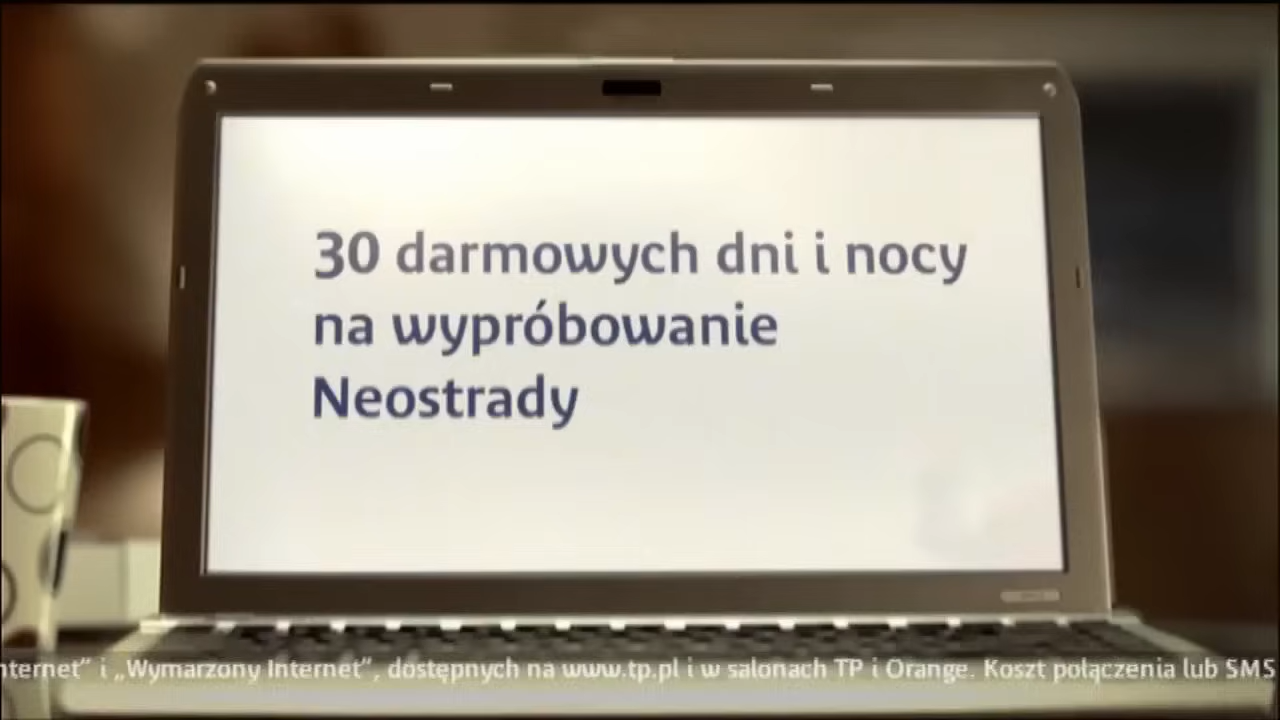 30 darmowych dni i nocy
na wypróbowanie
Neostrady
nternet” i „Wymarzony Internet”, dostępnych na www.tp.pl i w salonach TP i Orange. Koszt połączenia lub SMS